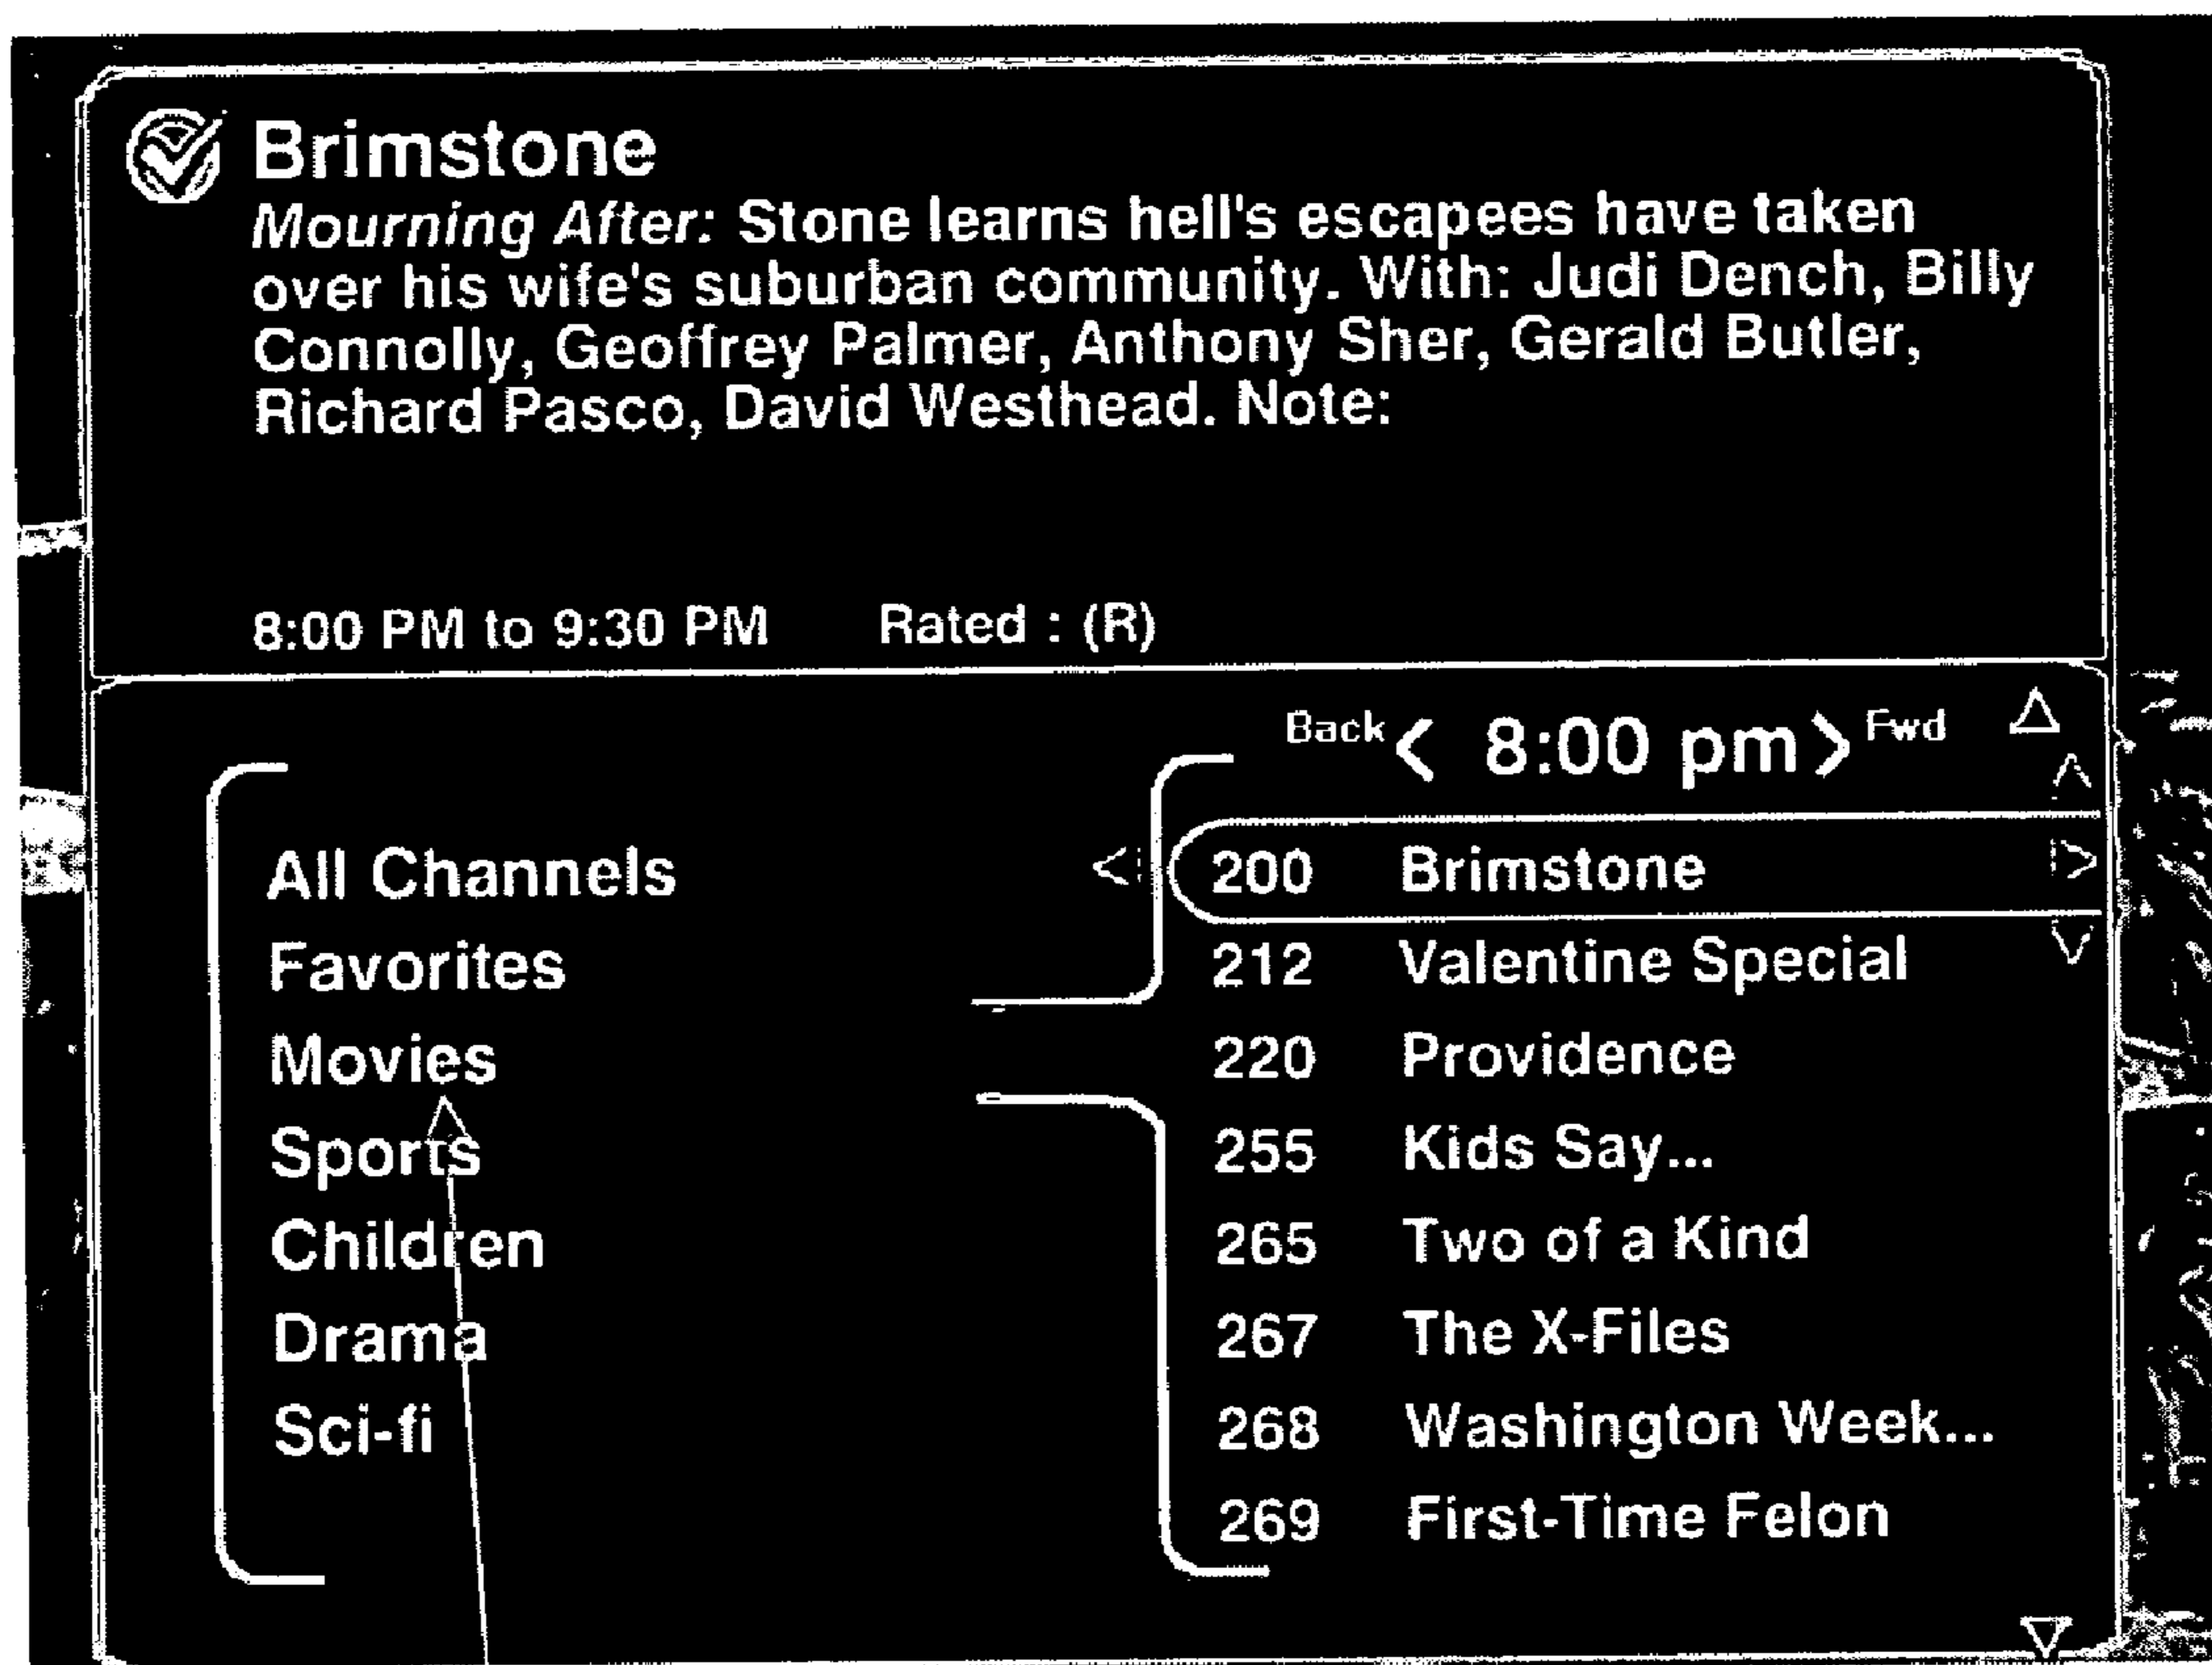 Brimstone
Mourning After: Stone learns hell's escapees have taken
over his wife's suburban community. With: Judi Dench, Billy
Connolly, Geoffrey Palmer, Anthony Sher, Gerald Butler,
Richard Pasco, David Westhead. Note:
8:00 PM to 9:30 PM Rated : (R)
Back < 8:00 pm > Fwd
All Channels
Favorites
Movies
Sports
Children
Drama
Sci-fi
200 Brimstone
212 Valentine Special
220 Providence
255 Kids Say...
265 Two of a Kind
267 The X-Files
268 Washington Week...
269 First-Time Felon